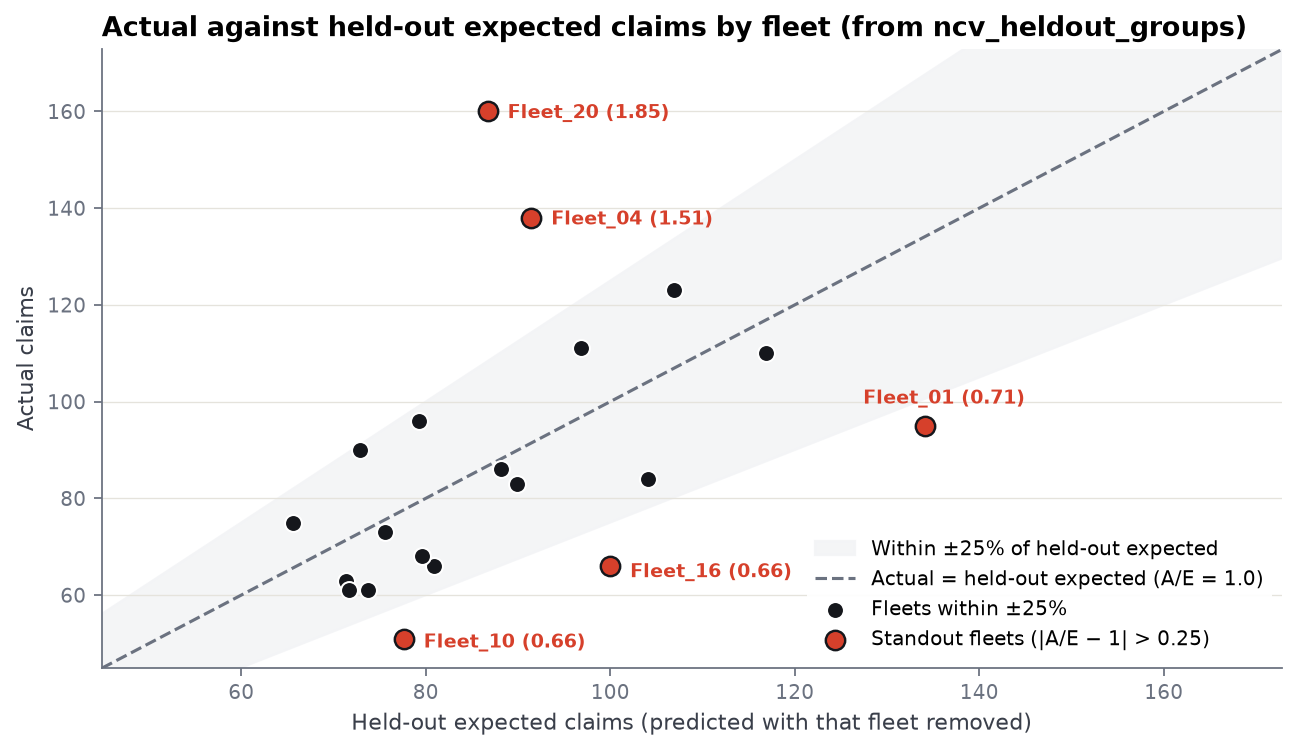 Actual against held-out expected claims by fleet (from ncv_heldout_groups)
Actual claims
160
140
120
100
80
60
Fleet_20 (1.85)
Fleet_04 (1.51)
Fleet_01 (0.71)
Fleet_16 (0.66)
Fleet_10 (0.66)
Within ±25% of held-out expected
Actual = held-out expected (A/E = 1.0)
Fleets within ±25%
Standout fleets (|A/E − 1| > 0.25)
60 80 100 120 140 160
Held-out expected claims (predicted with that fleet removed)